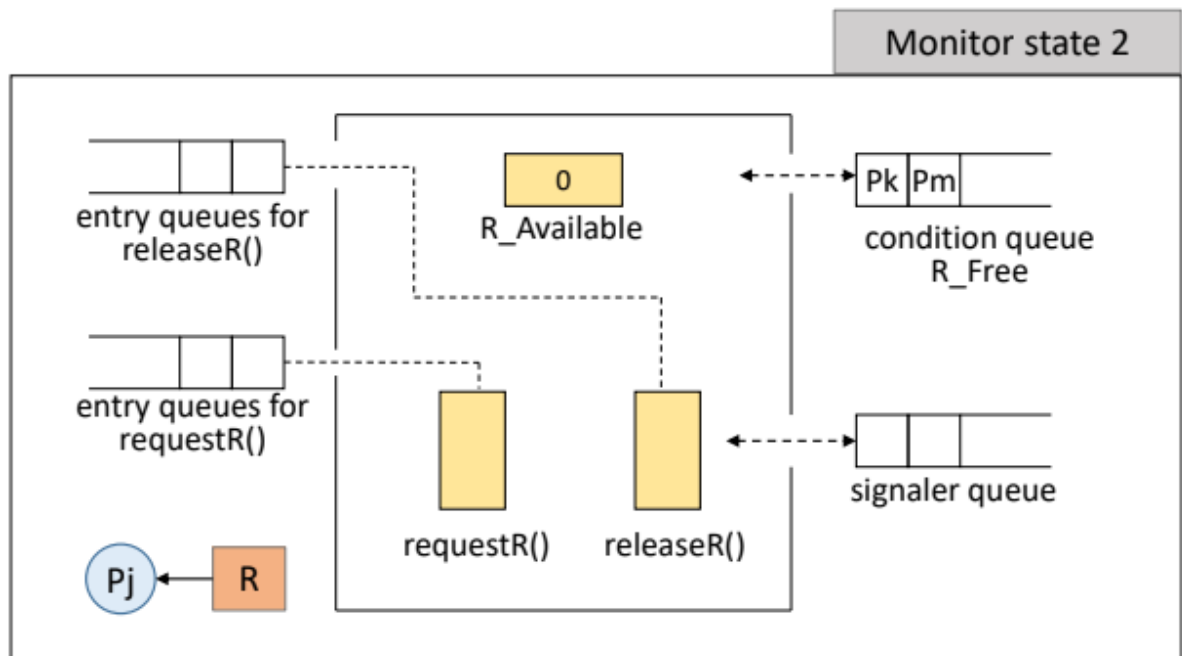 Monitor state 2
entry queues for
releaseR()
0
R_Available
Pk Pm
condition queue
R_Free
entry queues for
requestR()
requestR()
releaseR()
signaler queue
Pj
R